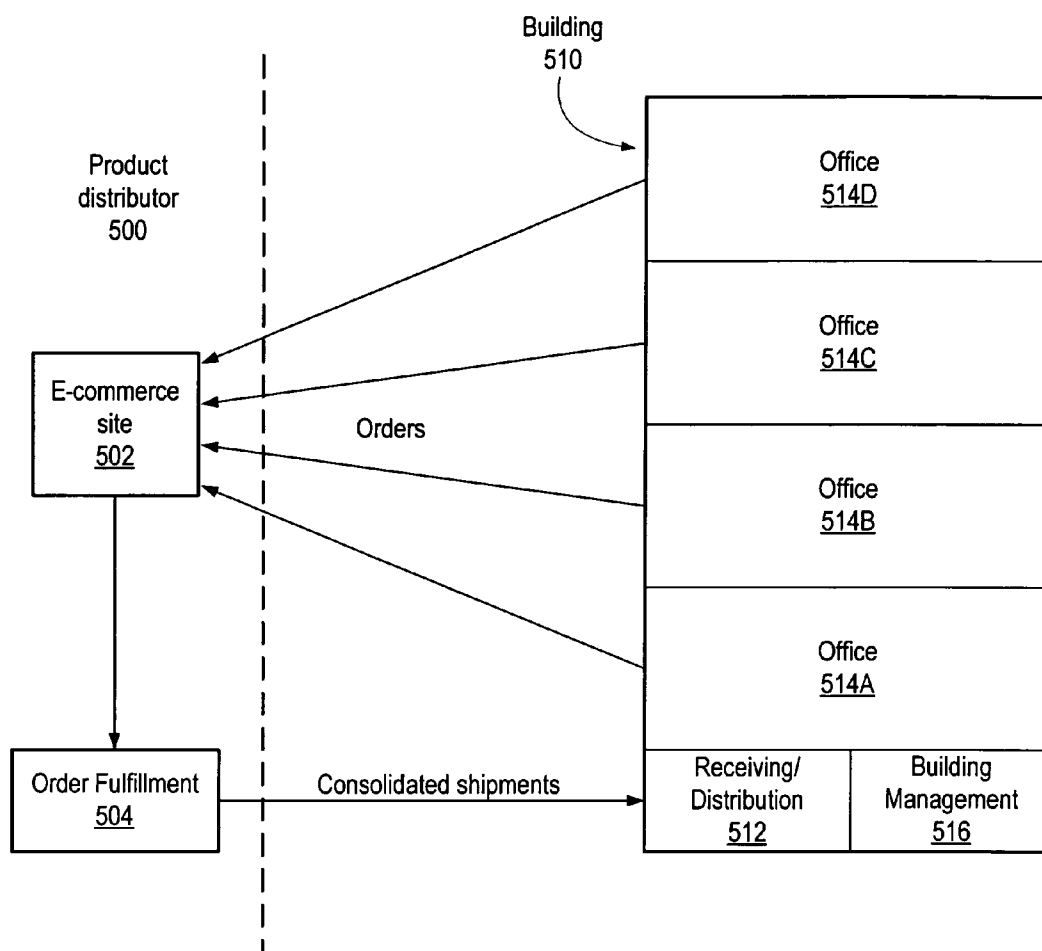 Building
510
Product
distributor
500
Office
514D
E-commerce
site
502
Office
514C
Orders
Office
514B
Office
514A
Order Fulfillment
504
Consolidated shipments
Receiving/
Distribution
512
Building
Management
516